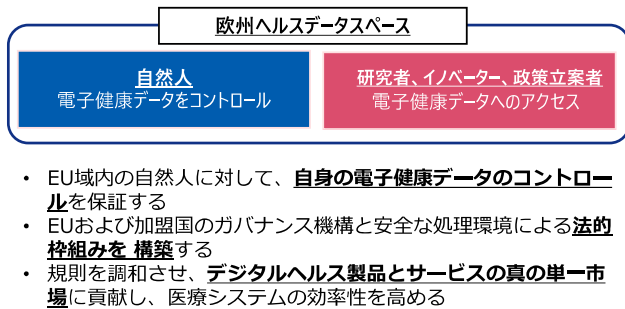 欧州ヘルスデータスペース
自然人
電子健康データをコントロール
研究者、イノベーター、政策立案者
電子健康データへのアクセス
• EU域内の自然人に対して、自身の電子健康データのコントロー
ルを保証する
• EUおよび加盟国のガバナンス機構と安全な処理環境による法的
枠組みを 構築する
• 規則を調和させ、デジタルヘルス製品とサービスの真の単一市
場に貢献し、医療システムの効率性を高める